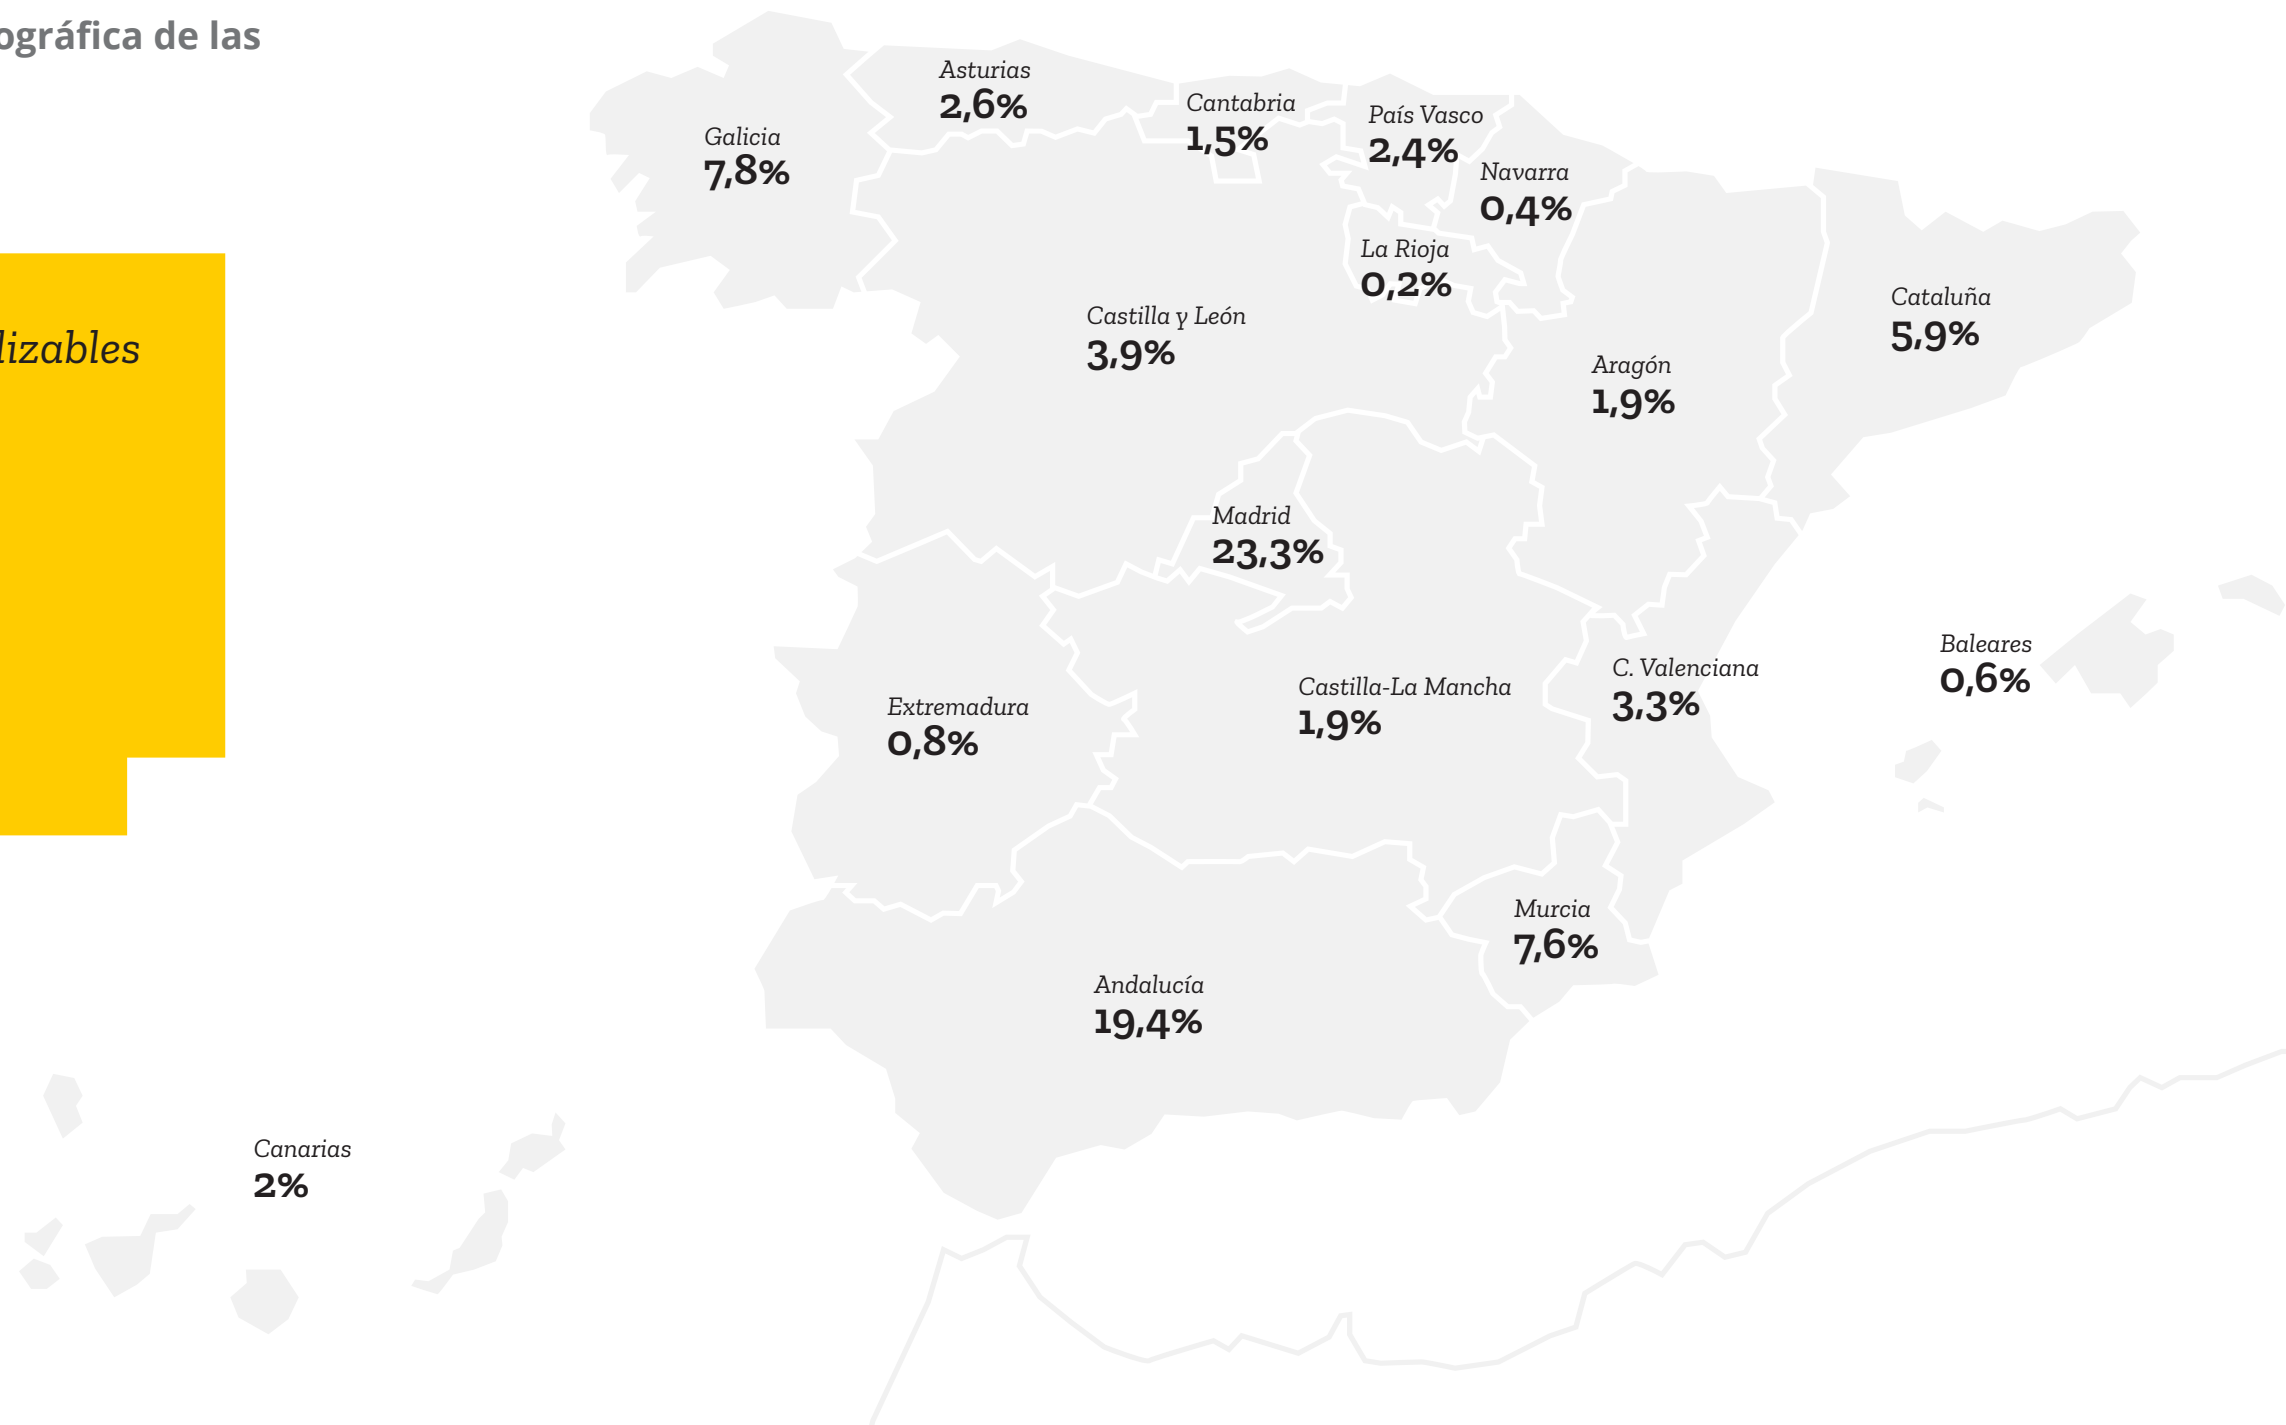 ográfica de las
lizables
Asturias
2,6%
Cantabria
1,5%
País Vasco
2,4%
Galicia
7,8%
Navarra
0,4%
La Rioja
0,2%
Castilla y León
3,9%
Cataluña
5,9%
Aragón
1,9%
Madrid
23,3%
Baleares
0,6%
C. Valenciana
3,3%
Castilla-La Mancha
1,9%
Extremadura
0,8%
Murcia
7,6%
Andalucía
19,4%
Canarias
2%